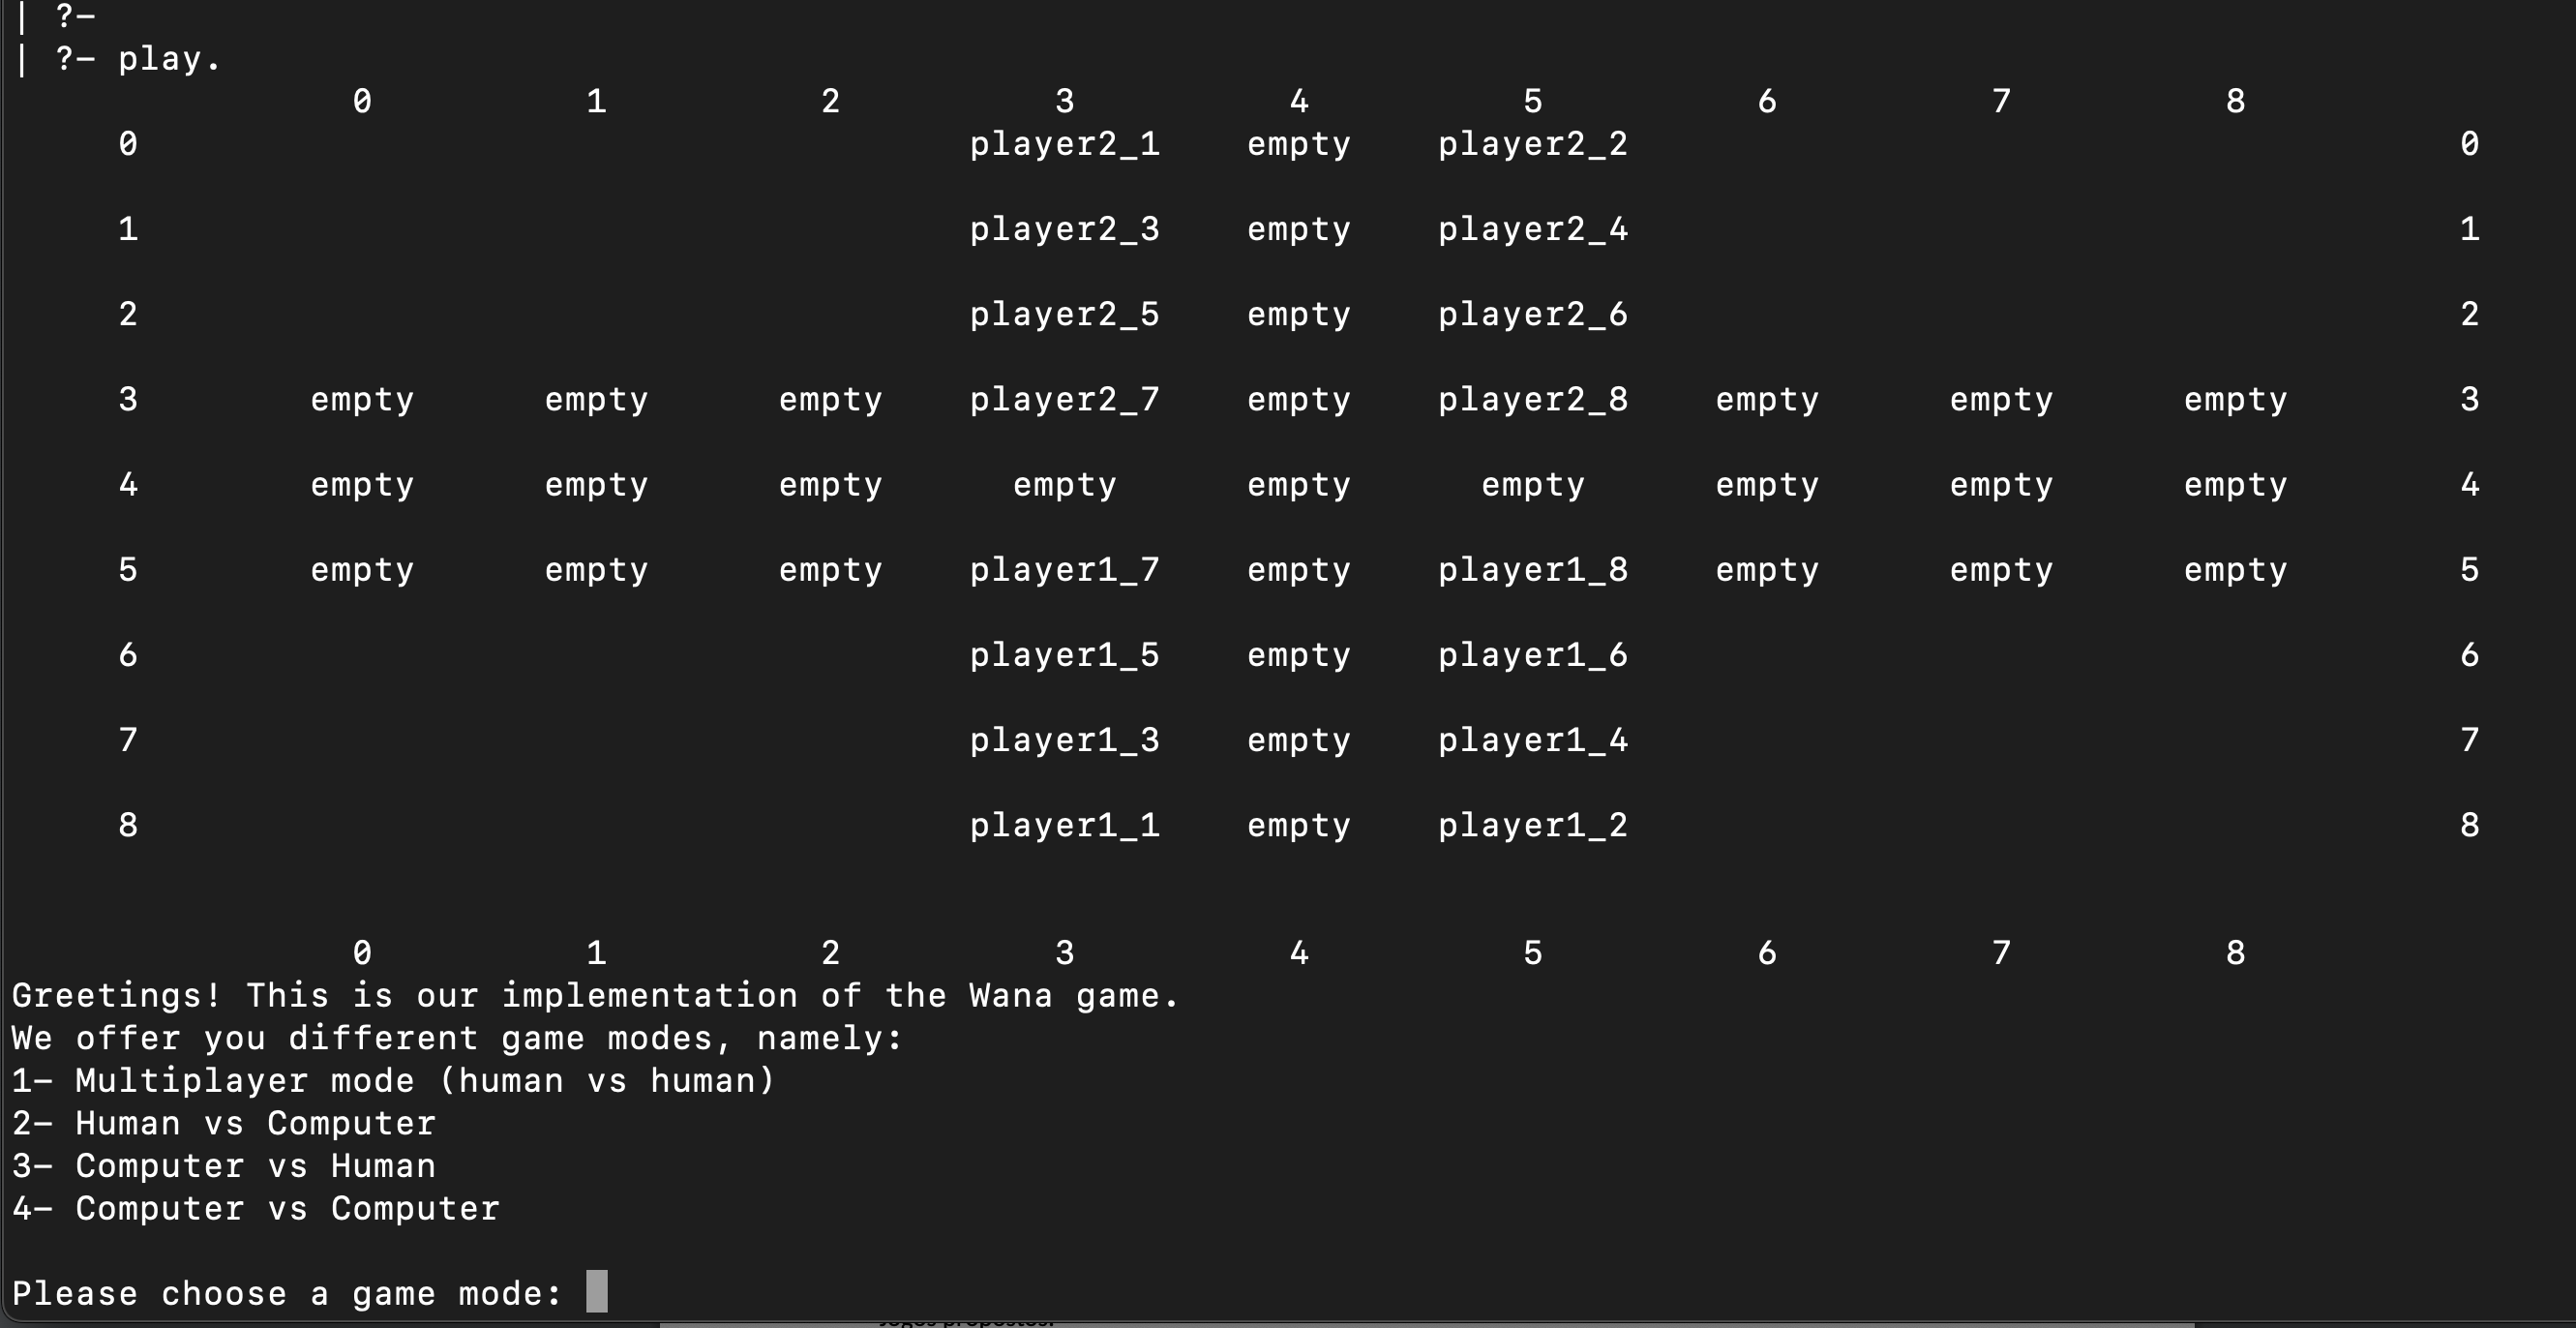 | ?-
| ?- play.
0 1 2 3 4 5 6 7 8
0 player2_1 empty player2_2 0
1 player2_3 empty player2_4 1
2 player2_5 empty player2_6 2
3 empty empty empty player2_7 empty player2_8 empty empty empty 3
4 empty empty empty empty empty empty empty empty empty 4
5 empty empty empty player1_7 empty player1_8 empty empty empty 5
6 player1_5 empty player1_6 6
7 player1_3 empty player1_4 7
8 player1_1 empty player1_2 8
0 1 2 3 4 5 6 7 8
Greetings! This is our implementation of the Wana game.
We offer you different game modes, namely:
1- Multiplayer mode (human vs human)
2- Human vs Computer
3- Computer vs Human
4- Computer vs Computer
Please choose a game mode: